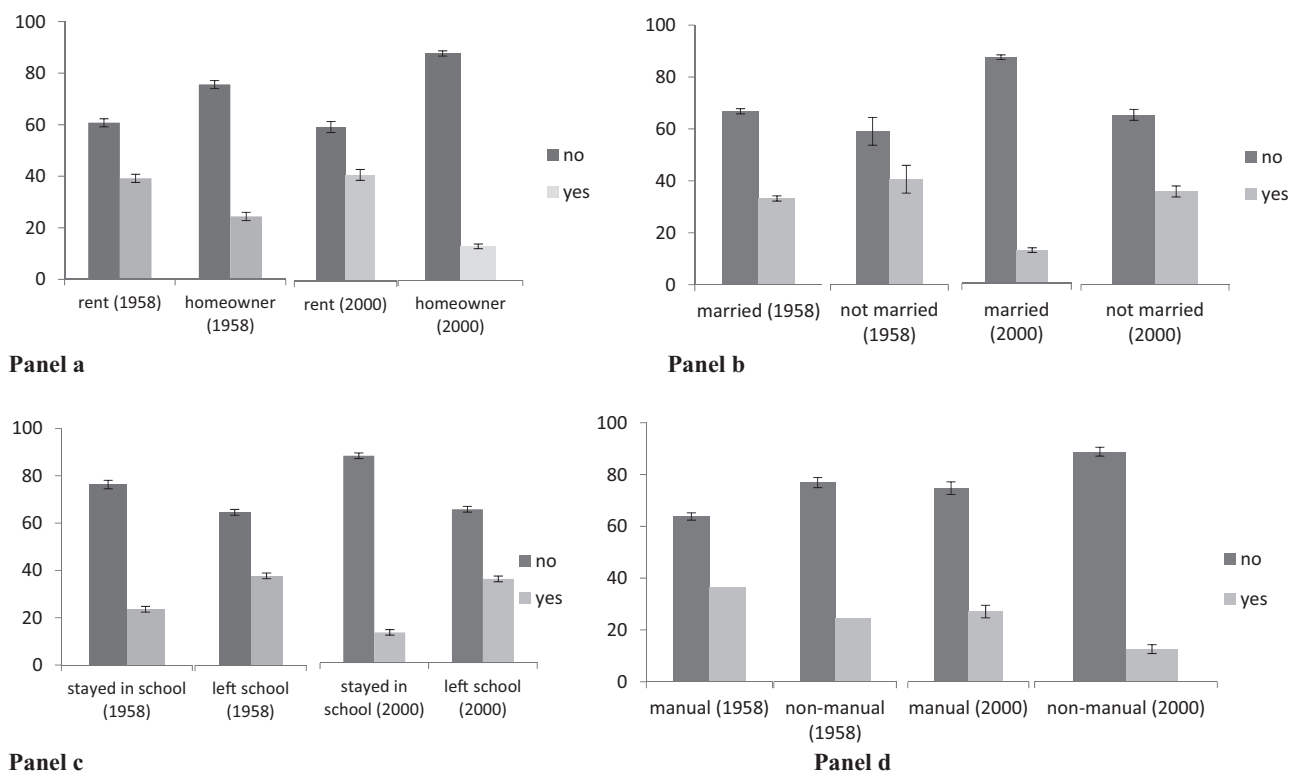 100
80
60
40
20
0
rent (1958)
homeowner
(1958)
rent (2000)
homeowner
(2000)
no
yes
Panel a
100
80
60
40
20
0
married (1958)
not married
(1958)
married
(2000)
not married
(2000)
no
yes
Panel b
100
80
60
40
20
0
stayed in school
(1958)
left school
(1958)
stayed in
school (2000)
left school
(2000)
no
yes
Panel c
100
80
60
40
20
0
manual (1958)
non-manual
(1958)
manual (2000)
non-manual (2000)
no
yes
Panel d